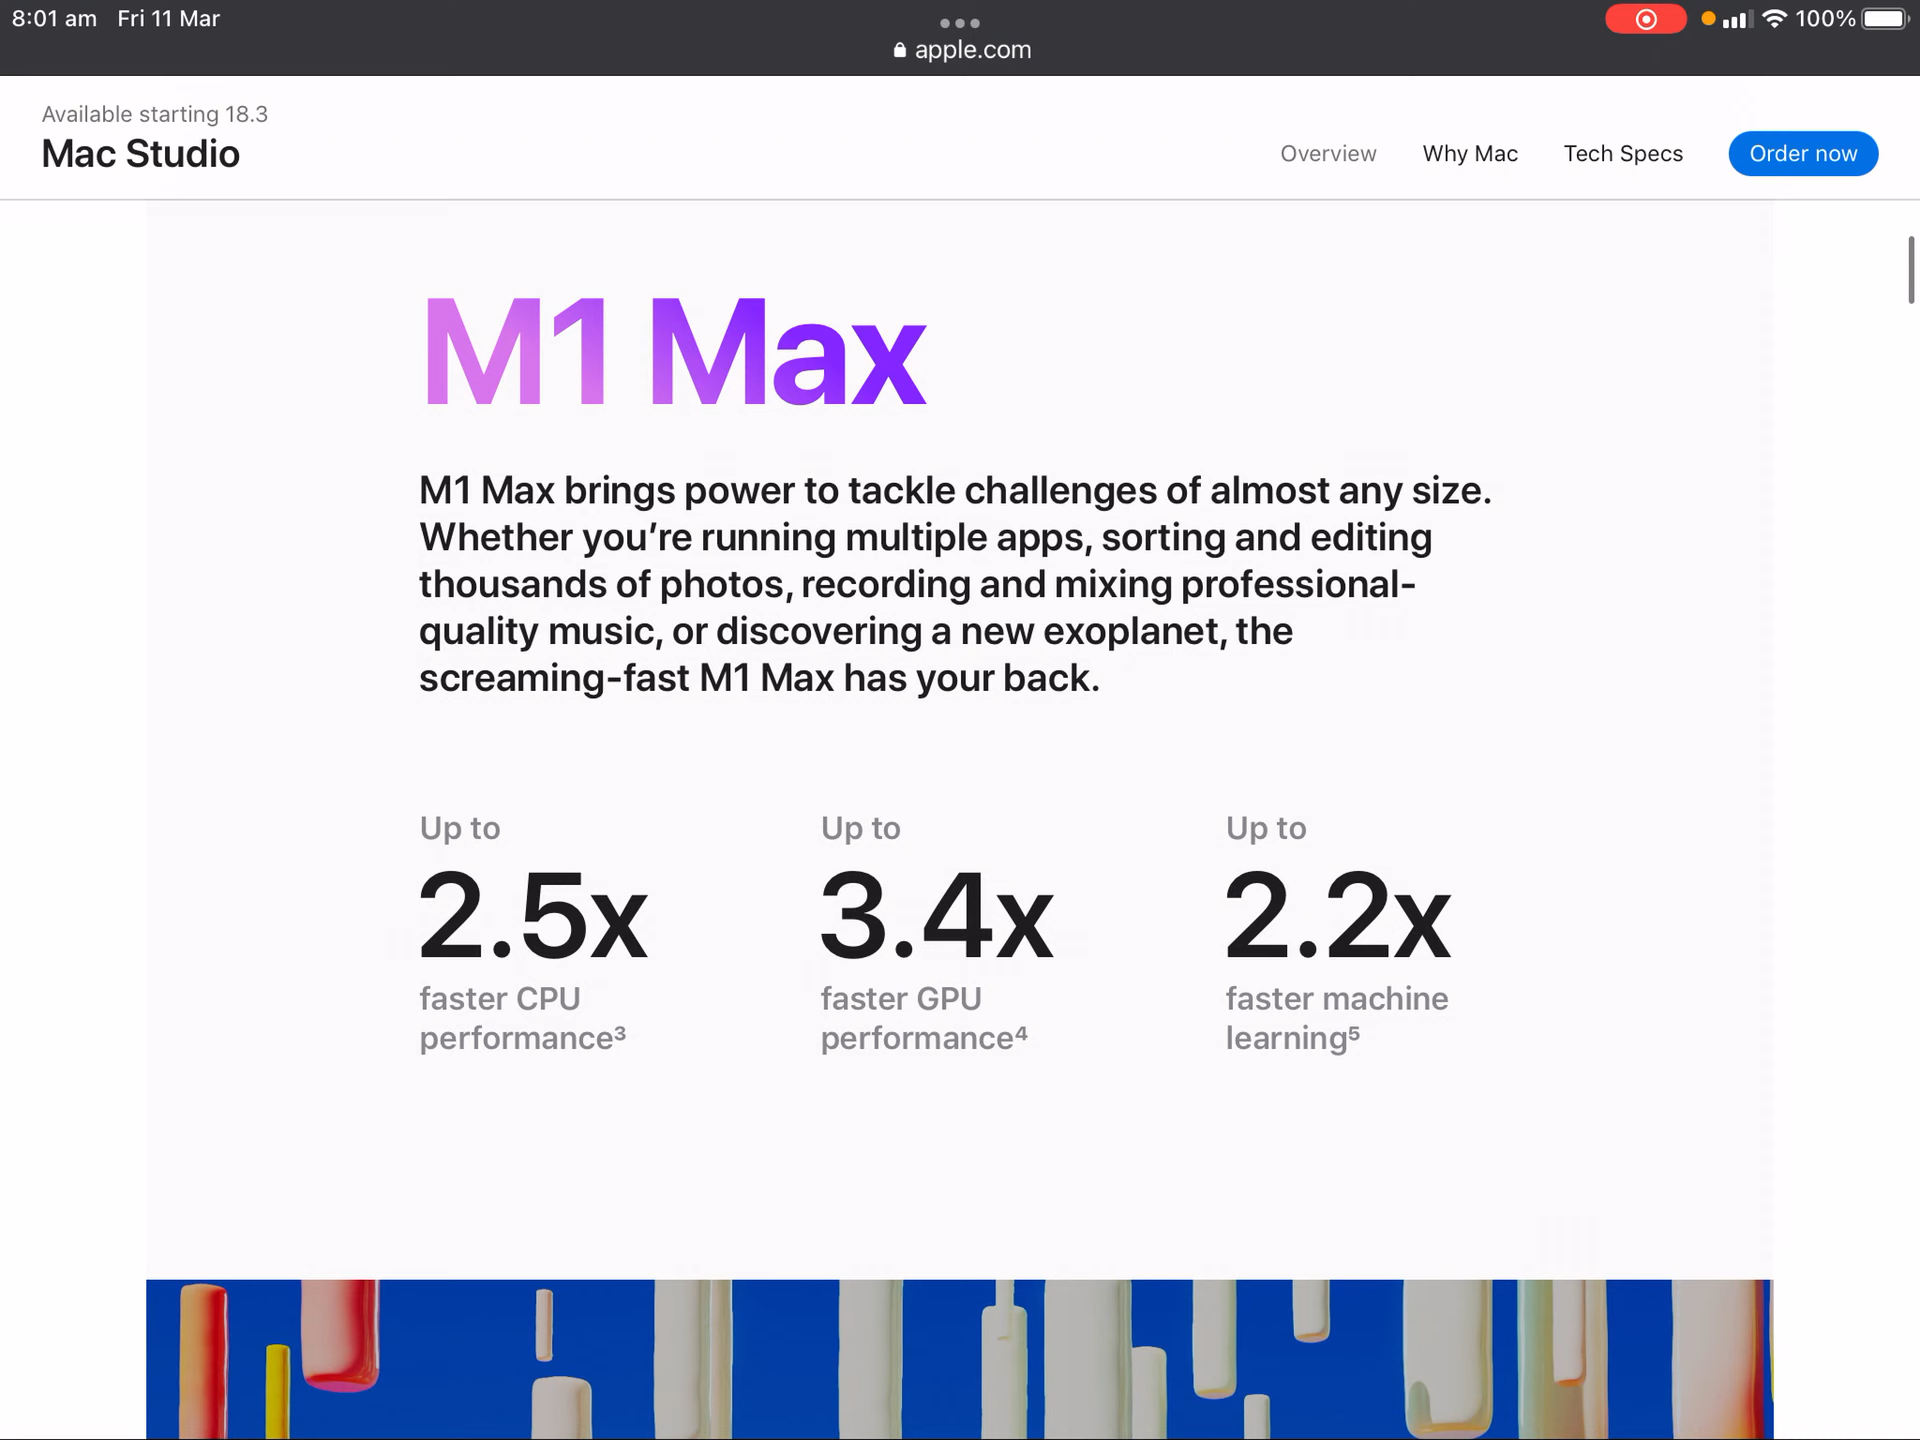 8:01 am Fri 11 Mar
100%
apple.com
Available starting 18.3
Mac Studio
Overview Why Mac Tech Specs Order now
M1 Max
M1 Max brings power to tackle challenges of almost any size.
Whether you’re running multiple apps, sorting and editing
thousands of photos, recording and mixing professional-
quality music, or discovering a new exoplanet, the
screaming-fast M1 Max has your back.
Up to
2.5x
faster CPU
performance³
Up to
3.4x
faster GPU
performance⁴
Up to
2.2x
faster machine
learning⁵